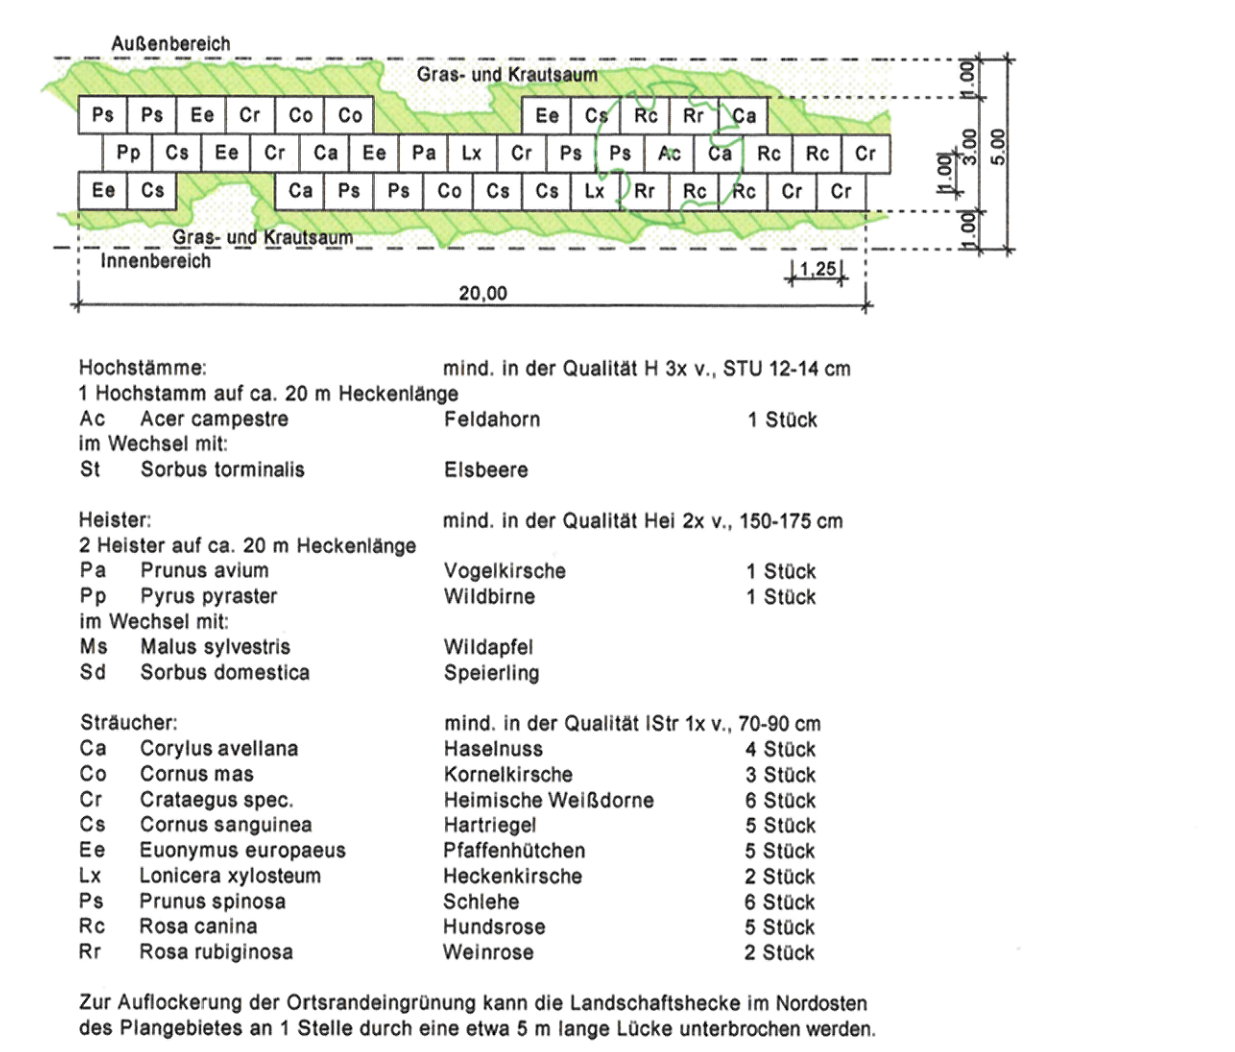 Außenbereich
Gras- und Krautsaum
Ps Ps Ee Cr Co Co Ee Cs Rc Rr Ca
Pp Cs Ee Cr Ca Ee Pa Lx Cr Ps Ps Ac Ca Rc Rc Cr
Ee Cs Ca Ps Ps Co Cs Cs Lx Rr Rc Rc Cr Cr
Gras- und Krautsaum
Innenbereich
1.00
3.00
5.00
1.00
1.00
1,25
20,00
Hochstämme: mind. in der Qualität H 3x v., STU 12-14 cm
1 Hochstamm auf ca. 20 m Heckenlänge
Ac Acer campestre Feldahorn 1 Stück
im Wechsel mit:
St Sorbus torminalis Elsbeere
Heister: mind. in der Qualität Hei 2x v., 150-175 cm
2 Heister auf ca. 20 m Heckenlänge
Pa Prunus avium Vogelkirsche 1 Stück
Pp Pyrus pyraster Wildbirne 1 Stück
im Wechsel mit:
Ms Malus sylvestris Wildapfel
Sd Sorbus domestica Speierling
Sträucher: mind. in der Qualität lStr 1x v., 70-90 cm
Ca Corylus avellana Haselnuss 4 Stück
Co Cornus mas Kornelkirsche 3 Stück
Cr Crataegus spec. Heimische Weißdorne 6 Stück
Cs Cornus sanguinea Hartriegel 5 Stück
Ee Euonymus europaeus Pfaffenhütchen 5 Stück
Lx Lonicera xylosteum Heckenkirsche 2 Stück
Ps Prunus spinosa Schlehe 6 Stück
Rc Rosa canina Hundsrose 5 Stück
Rr Rosa rubiginosa Weinrose 2 Stück
Zur Auflockerung der Ortsrandeingrünung kann die Landschaftshecke im Nordosten
des Plangebietes an 1 Stelle durch eine etwa 5 m lange Lücke unterbrochen werden.